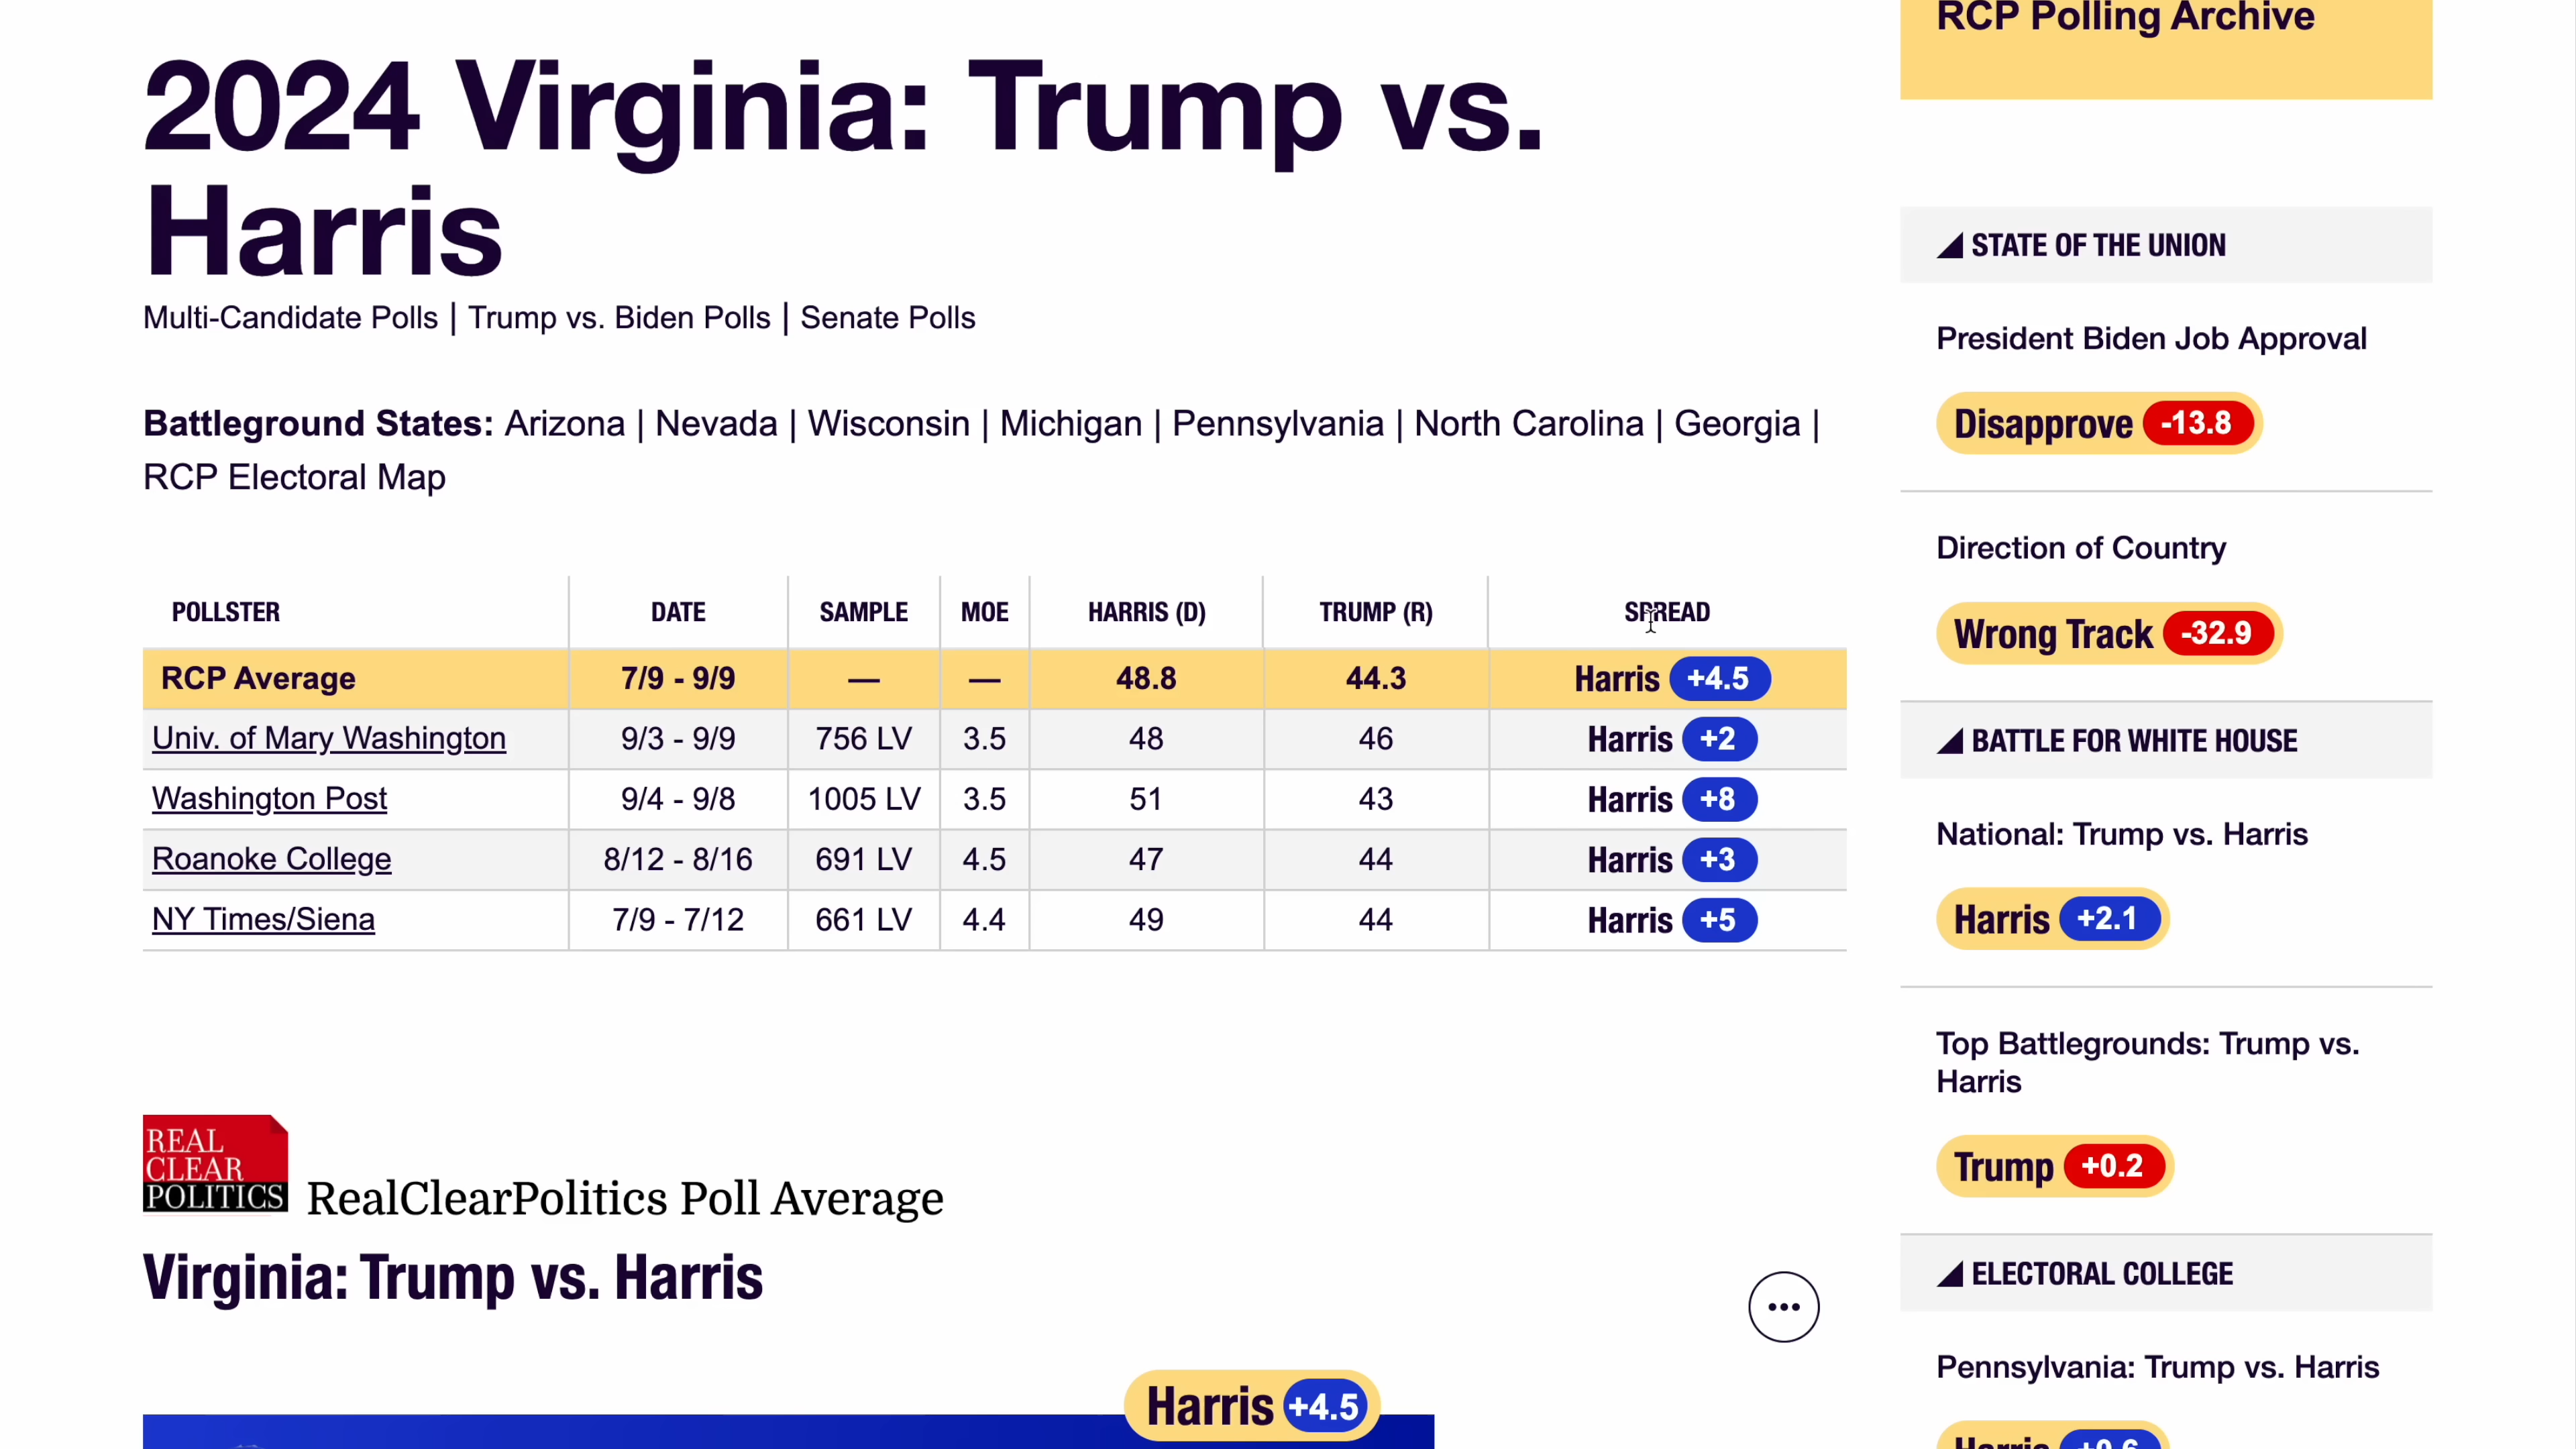 RCP Polling Archive
2024 Virginia: Trump vs.
Harris
Multi-Candidate Polls | Trump vs. Biden Polls | Senate Polls
Battleground States: Arizona | Nevada | Wisconsin | Michigan | Pennsylvania | North Carolina | Georgia |
RCP Electoral Map
POLLSTER DATE SAMPLE MOE HARRIS (D) TRUMP (R) SPREAD
RCP Average 7/9 - 9/9 — — 48.8 44.3 Harris +4.5
Univ. of Mary Washington 9/3 - 9/9 756 LV 3.5 48 46 Harris +2
Washington Post 9/4 - 9/8 1005 LV 3.5 51 43 Harris +8
Roanoke College 8/12 - 8/16 691 LV 4.5 47 44 Harris +3
NY Times/Siena 7/9 - 7/12 661 LV 4.4 49 44 Harris +5
REAL
CLEAR
POLITICS
RealClearPolitics Poll Average
Virginia: Trump vs. Harris
Harris +4.5
STATE OF THE UNION
President Biden Job Approval
Disapprove -13.8
Direction of Country
Wrong Track -32.9
BATTLE FOR WHITE HOUSE
National: Trump vs. Harris
Harris +2.1
Top Battlegrounds: Trump vs.
Harris
Trump +0.2
ELECTORAL COLLEGE
Pennsylvania: Trump vs. Harris
Harris